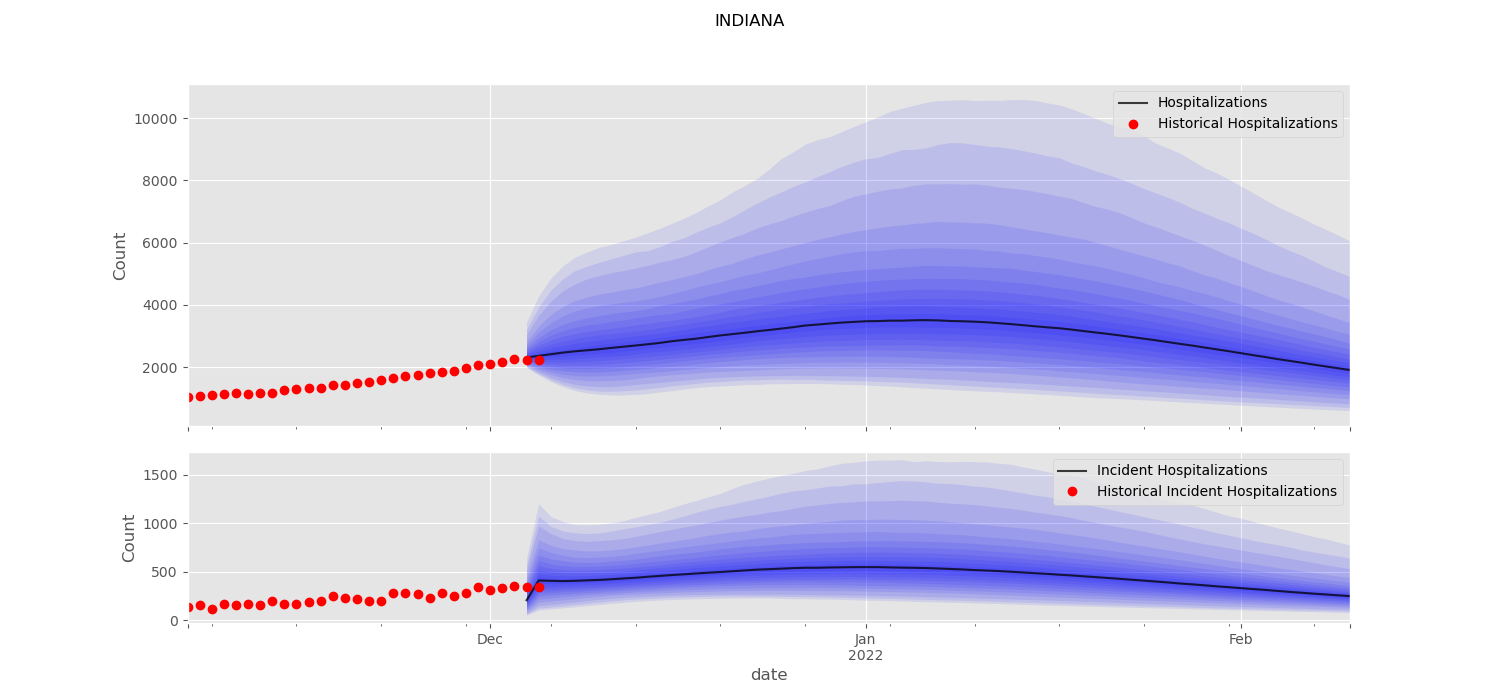 INDIANA
Hospitalizations
Historical Hospitalizations
10000
8000
6000
4000
2000
Count
Incident Hospitalizations
Historical Incident Hospitalizations
1500
1000
500
0
Count
Dec
Jan
2022
Feb
date